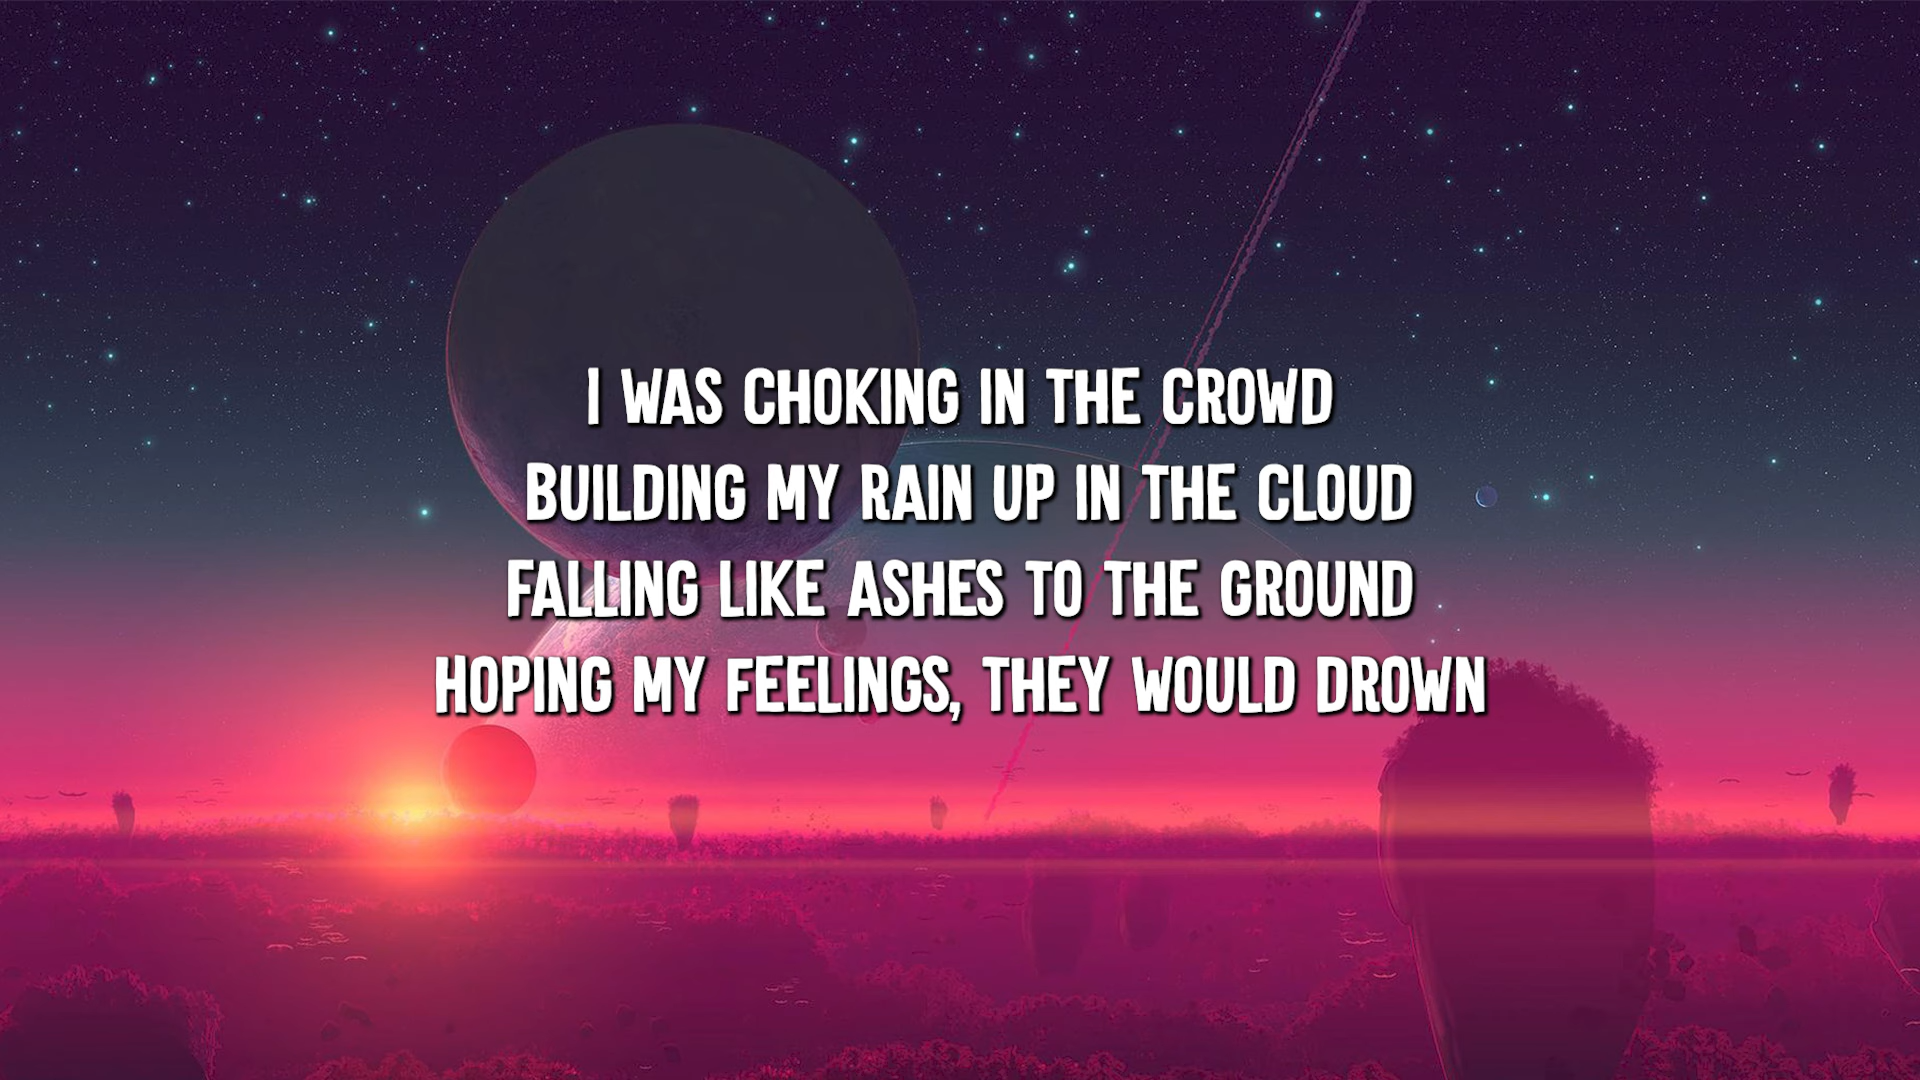 I WAS CHOKING IN THE CROWD
BUILDING MY RAIN UP IN THE CLOUD
FALLING LIKE ASHES TO THE GROUND
HOPING MY FEELINGS, THEY WOULD DROWN